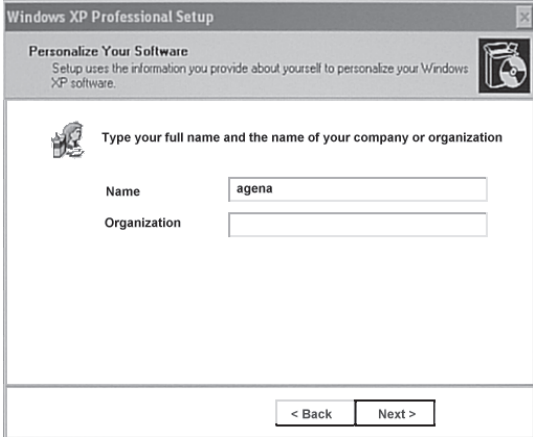 Windows XP Professional Setup
Personalize Your Software
Setup uses the information you provide about yourself to personalize your Windows
XP software.
Type your full name and the name of your company or organization
Name
agena
Organization
< Back
Next >